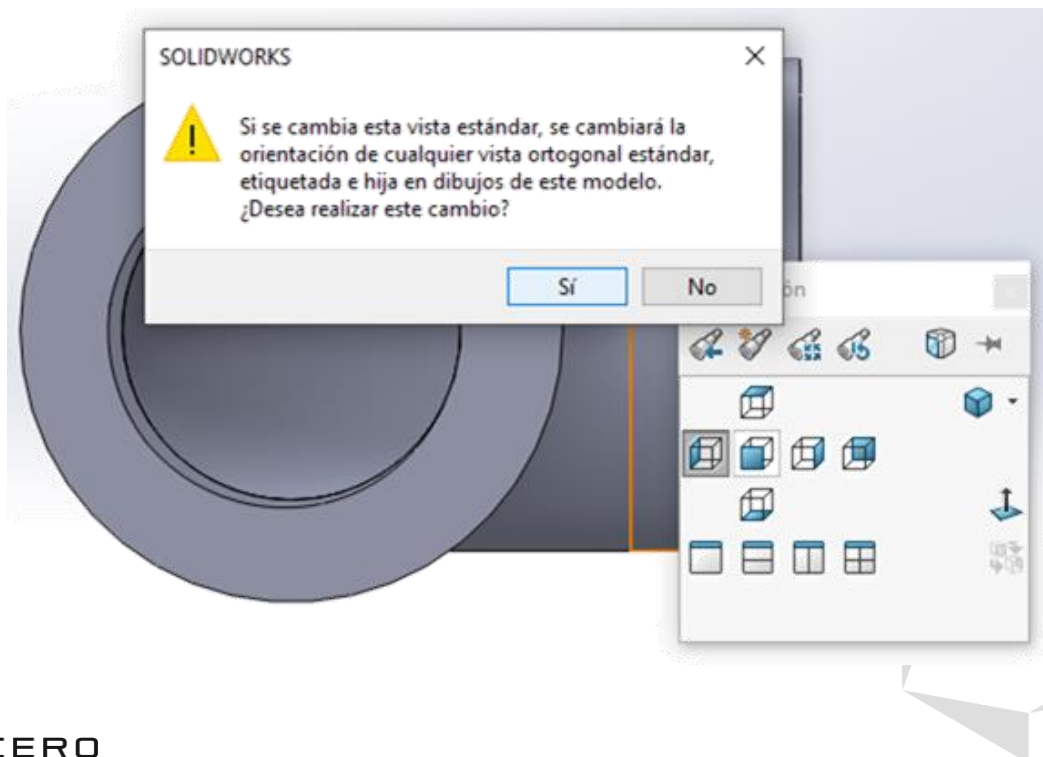 SOLIDWORKS
Si se cambia esta vista estándar, se cambiará la
orientación de cualquier vista ortogonal estándar,
etiquetada e hija en dibujos de este modelo.
¿Desea realizar este cambio?
Sí
No
ón